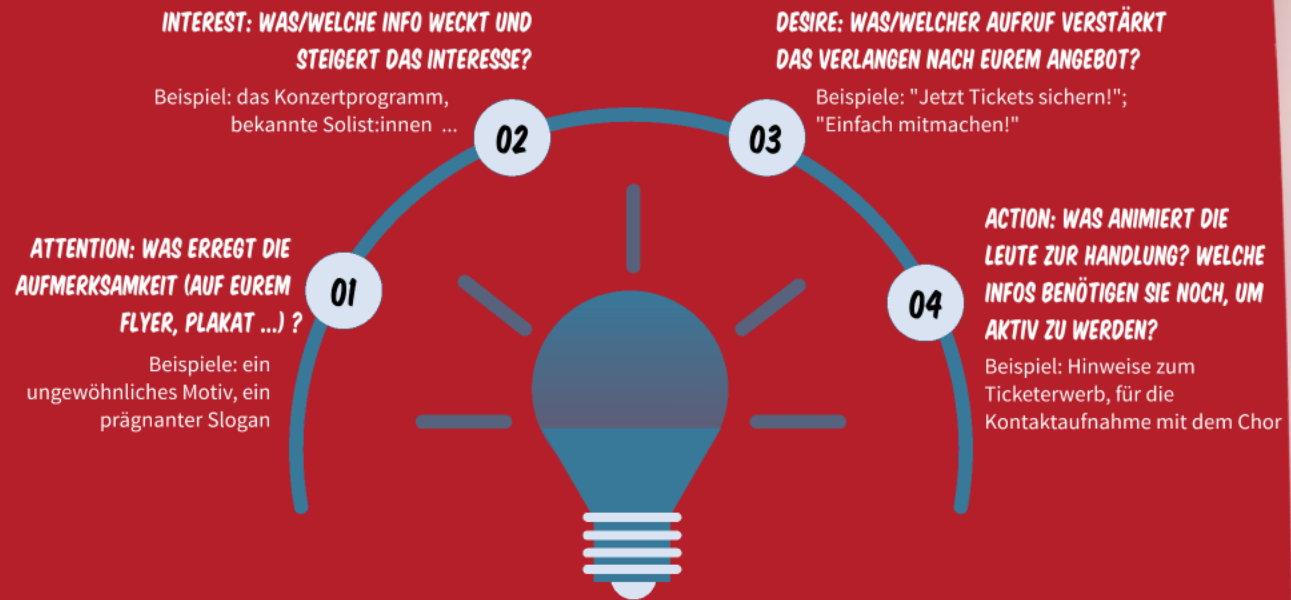 INTEREST: WAS/WELCHE INFO WECKT UND
STEIGERT DAS INTERESSE?
Beispiel: das Konzertprogramm,
bekannte Solist:innen ...
02
DESIRE: WAS/WELCHER AUFRUF VERSTÄRKT
DAS VERLANGEN NACH EUREM ANGEBOT?
Beispiele: "Jetzt Tickets sichern!";
"Einfach mitmachen!"
03
ATTENTION: WAS ERREGT DIE
AUFMERKSAMKEIT (AUF EUREM
FLYER, PLAKAT ...) ?
Beispiele: ein
ungewöhnliches Motiv, ein
prägnanter Slogan
01
ACTION: WAS ANIMIERT DIE
LEUTE ZUR HANDLUNG? WELCHE
INFOS BENÖTIGEN SIE NOCH, UM
AKTIV ZU WERDEN?
Beispiel: Hinweise zum
Ticketerwerb, für die
Kontaktaufnahme mit dem Chor
04